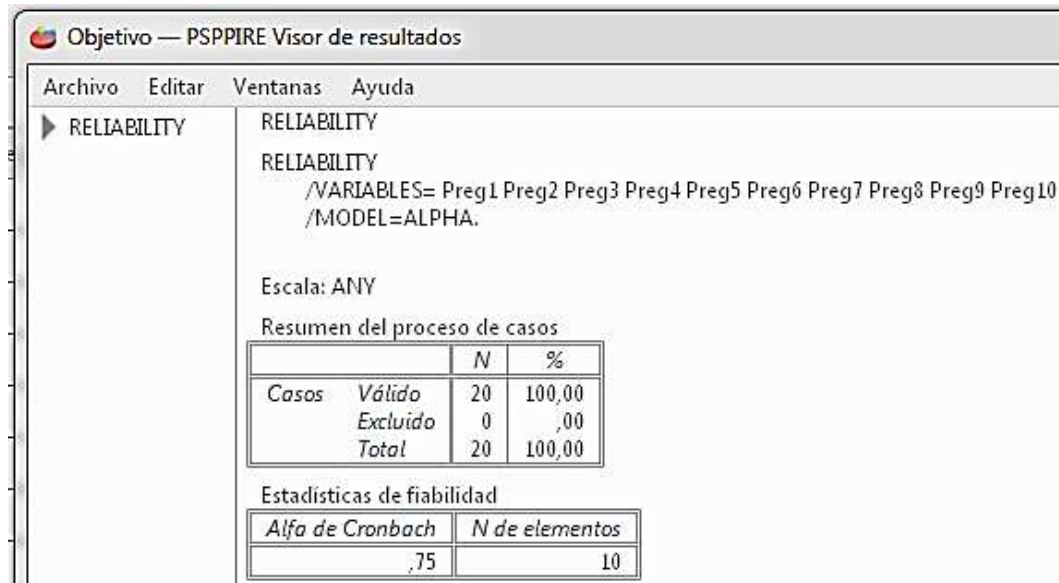 Objetivo — PSPPIRE Visor de resultados
Archivo Editar Ventanas Ayuda
RELIABILITY
RELIABILITY
RELIABILITY
/VARIABLES= Preg1 Preg2 Preg3 Preg4 Preg5 Preg6 Preg7 Preg8 Preg9 Preg10
/MODEL=ALPHA.
Escala: ANY
Resumen del proceso de casos
N %
Casos Válido 20 100,00
Excluido 0 ,00
Total 20 100,00
Estadísticas de fiabilidad
Alfa de Cronbach N de elementos
,75 10